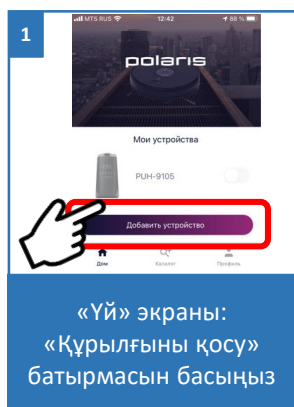 1
MTS RUS 12:42 88 %
polaris
Мои устройства
PUH-9105
Добавить устройство
Дом Каталог Профиль
«Үй» экраны:
«Құрылғыны қосу»
батырмасын басыңыз